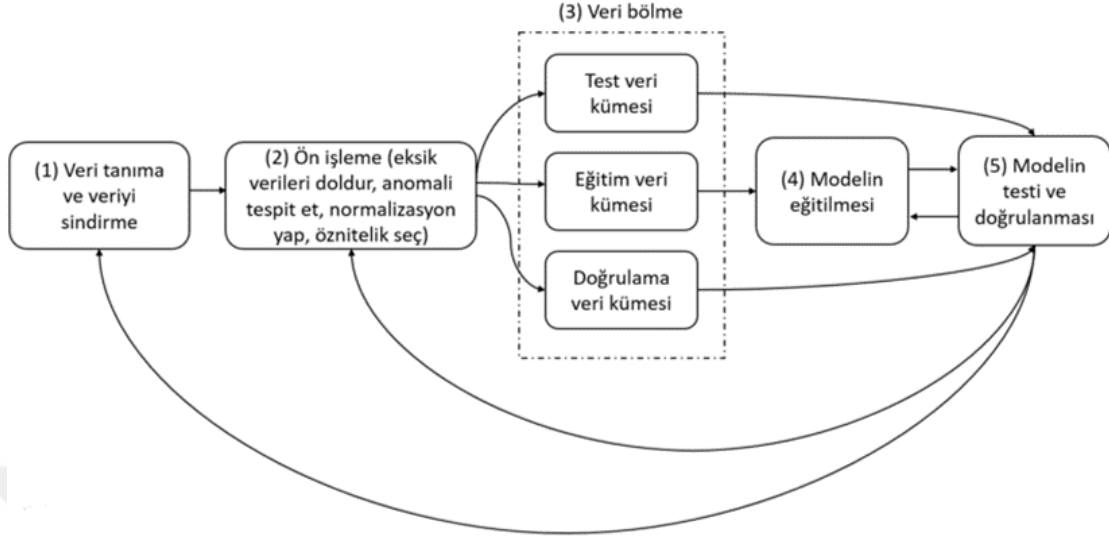 (3) Veri bölme
Test veri
kümesi
(1) Veri tanıma
ve veriyi
sindirme
(2) Ön işleme (eksik
verileri doldur, anomali
tespit et, normalizasyon
yap, öznitelik seç)
Eğitim veri
kümesi
(4) Modelin
eğitilmesi
(5) Modelin
testi ve
doğrulanması
Doğrulama
veri kümesi